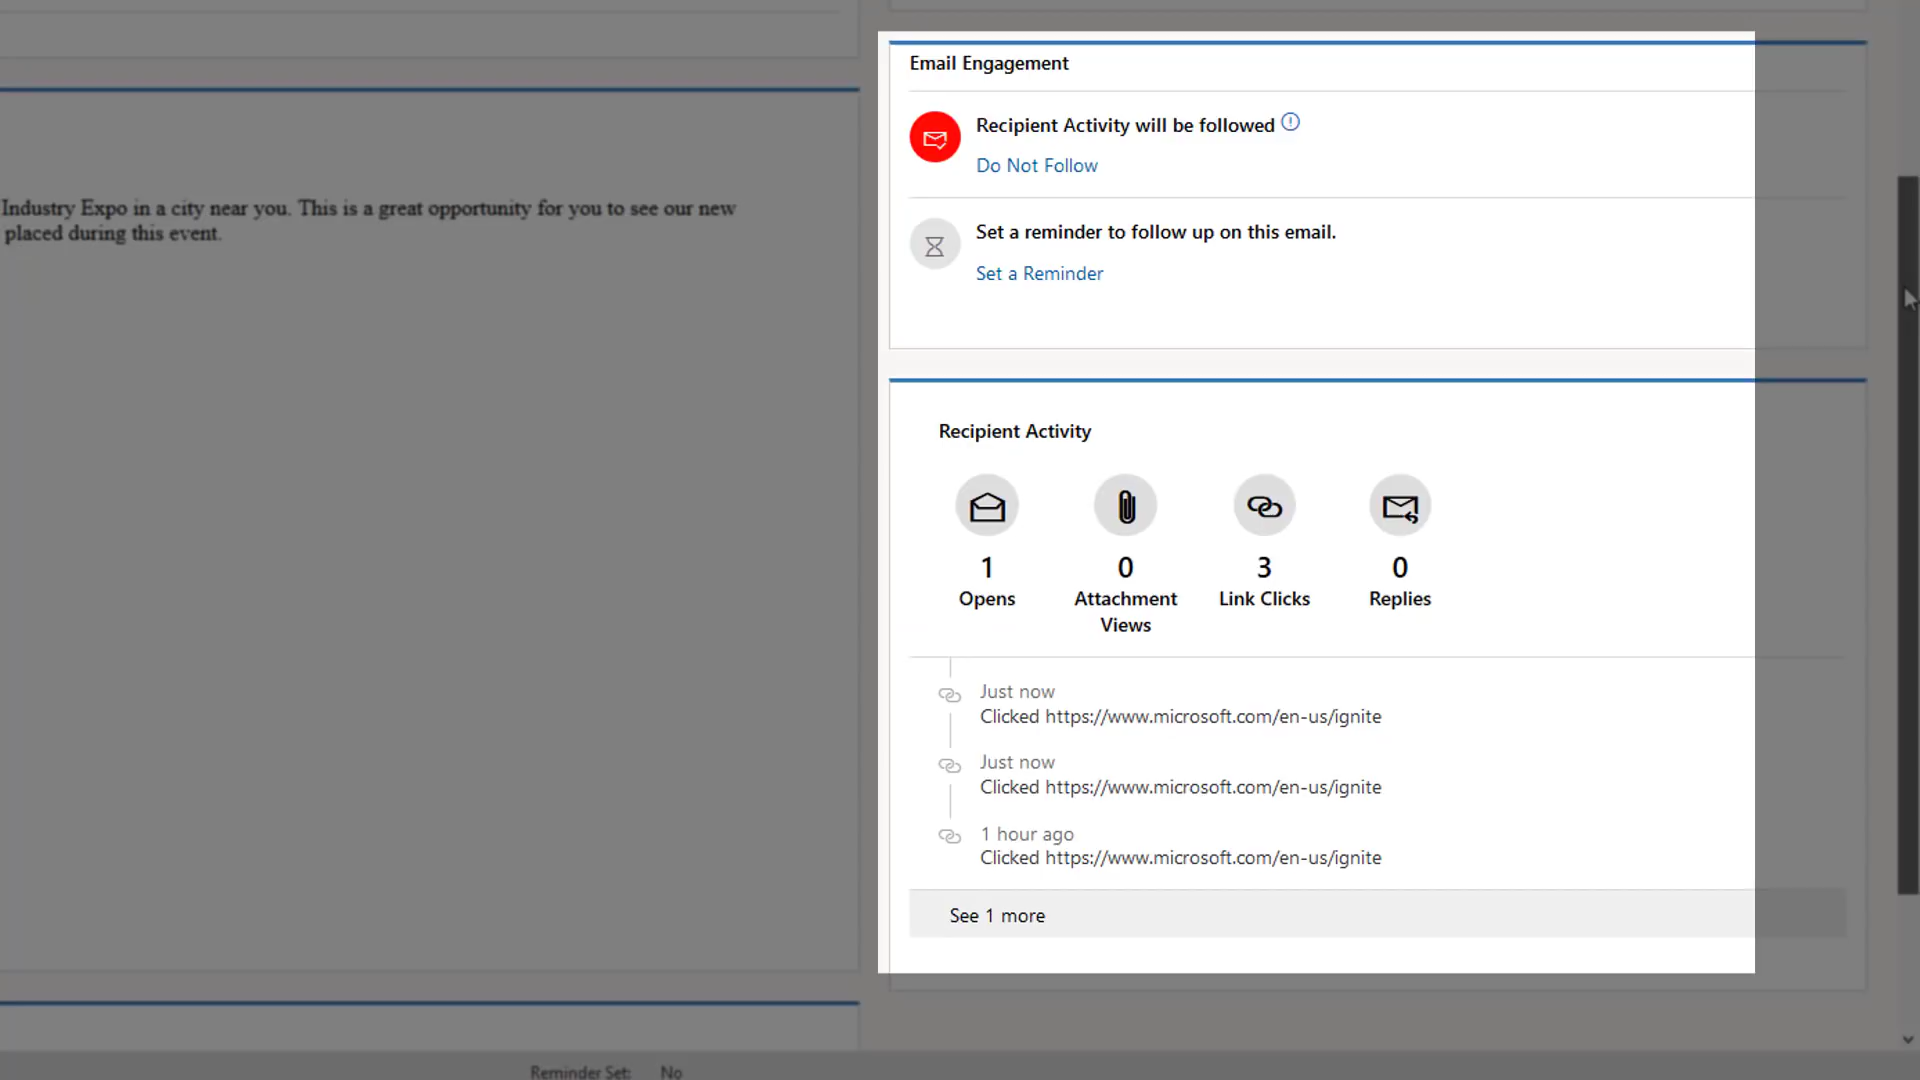 Email Engagement
Recipient Activity will be followed
Do Not Follow
Industry Expo in a city near you. This is a great opportunity for you to see our new
placed during this event.
Set a reminder to follow up on this email.
Set a Reminder
Recipient Activity
1 0 3 0
Opens Attachment Views Link Clicks Replies
Just now
Clicked https://www.microsoft.com/en-us/ignite
Just now
Clicked https://www.microsoft.com/en-us/ignite
1 hour ago
Clicked https://www.microsoft.com/en-us/ignite
See 1 more
Reminder Set: No